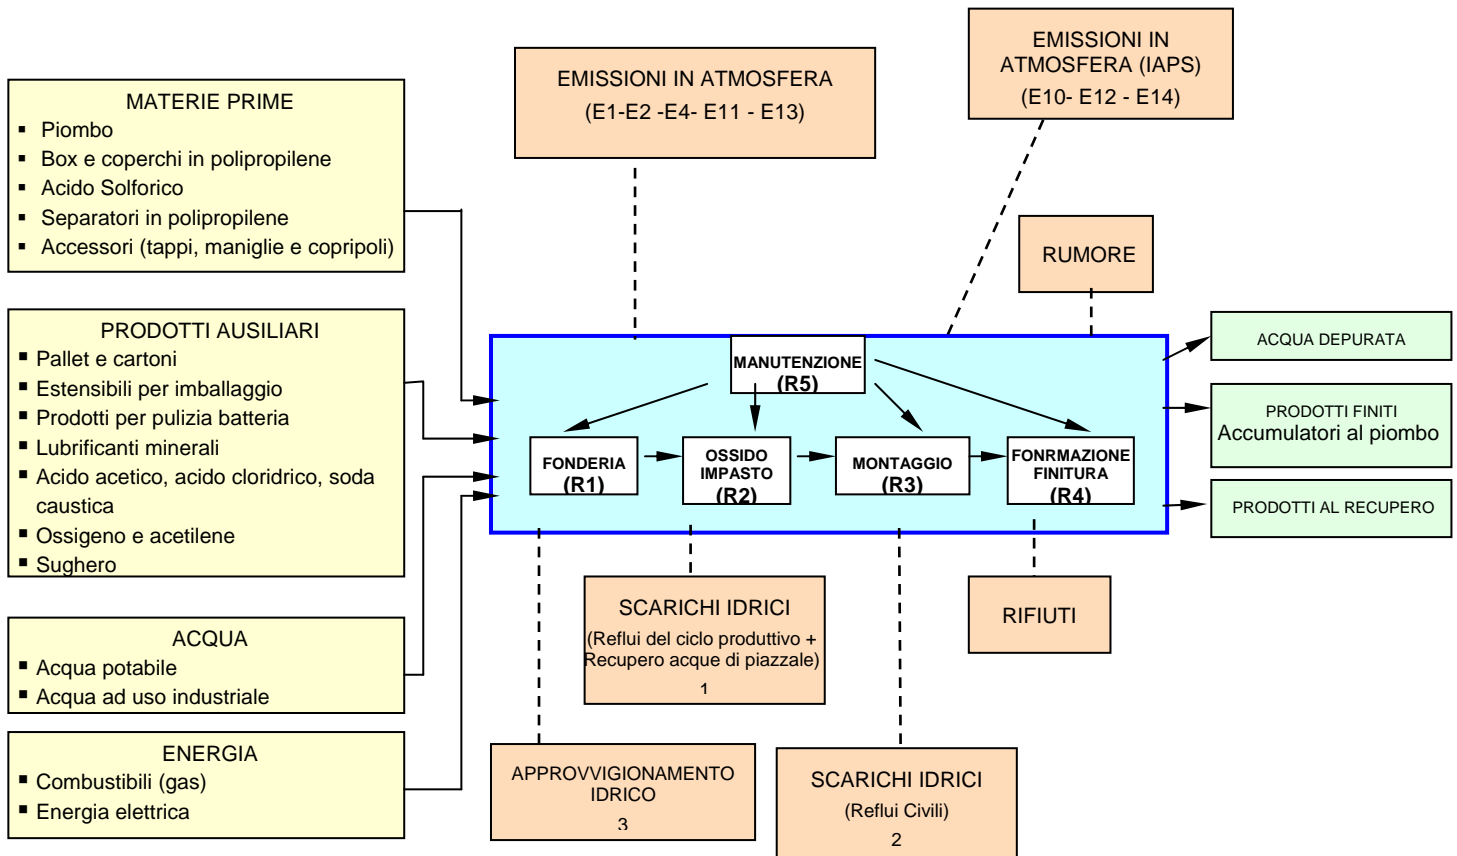 MATERIE PRIME
▪ Piombo
▪ Box e coperchi in polipropilene
▪ Acido Solforico
▪ Separatori in polipropilene
▪ Accessori (tappi, maniglie e copripoli)
PRODOTTI AUSILIARI
▪ Pallet e cartoni
▪ Estensibili per imballaggio
▪ Prodotti per pulizia batteria
▪ Lubrificanti minerali
▪ Acido acetico, acido cloridrico, soda
caustica
▪ Ossigeno e acetilene
▪ Sughero
ACQUA
▪ Acqua potabile
▪ Acqua ad uso industriale
ENERGIA
▪ Combustibili (gas)
▪ Energia elettrica
EMISSIONI IN ATMOSFERA
(E1-E2 -E4- E11 - E13)
EMISSIONI IN
ATMOSFERA (IAPS)
(E10- E12 - E14)
RUMORE
MANUTENZIONE
(R5)
FONDERIA
(R1)
OSSIDO
IMPASTO
(R2)
MONTAGGIO
(R3)
FONRMAZIONE
FINITURA
(R4)
ACQUA DEPURATA
PRODOTTI FINITI
Accumulatori al piombo
PRODOTTI AL RECUPERO
SCARICHI IDRICI
(Reflui del ciclo produttivo +
Recupero acque di piazzale)
1
RIFIUTI
APPROVVIGIONAMENTO
IDRICO
3
SCARICHI IDRICI
(Reflui Civili)
2